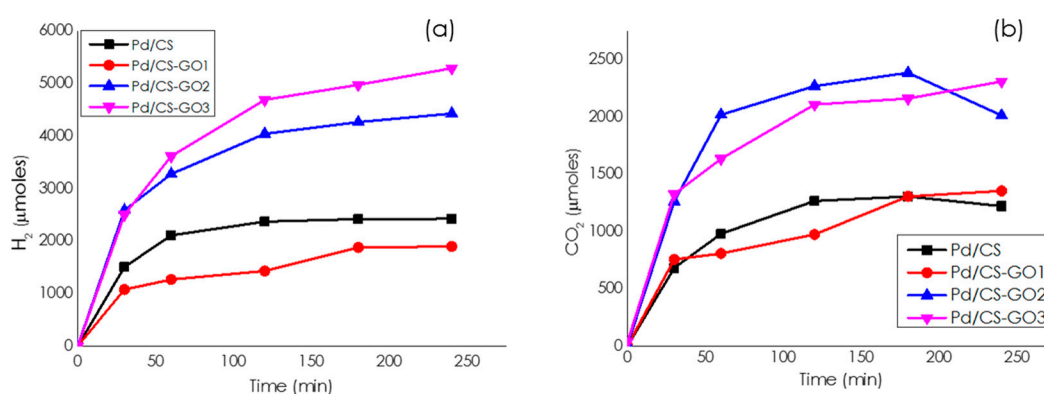 (a)
6000
5000
4000
3000
2000
1000
0
H₂ (μmoles)
Pd/CS
Pd/CS-GO1
Pd/CS-GO2
Pd/CS-GO3
0 50 100 150 200 250
Time (min)
(b)
2500
2000
1500
1000
500
0
CO₂ (μmoles)
Pd/CS
Pd/CS-GO1
Pd/CS-GO2
Pd/CS-GO3
0 50 100 150 200 250
Time (min)